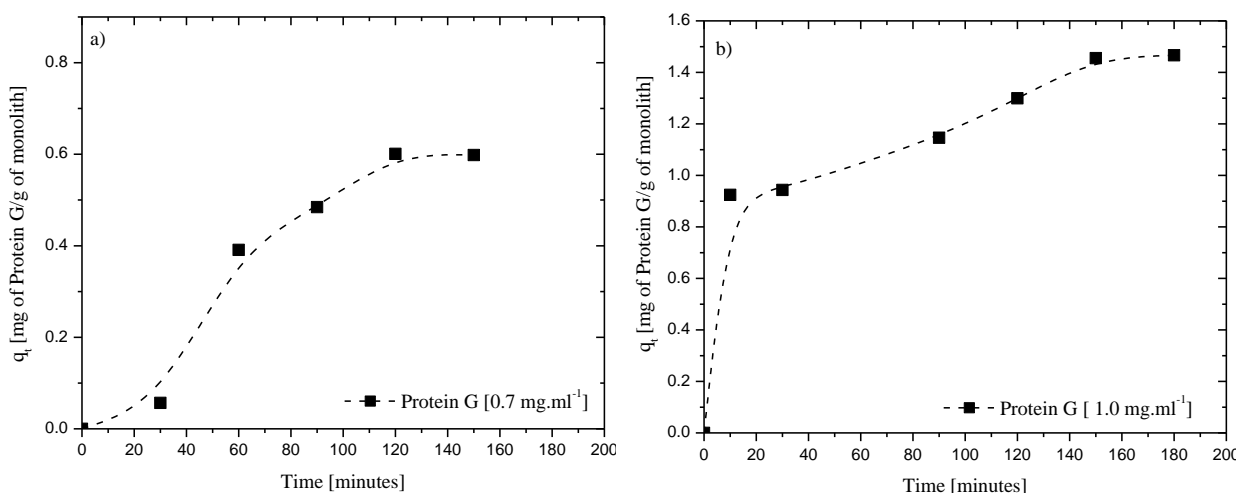 a)
0.8
0.6
0.4
0.2
0.0
q_t [mg of Protein G/g of monolith]
Protein G [0.7 mg.ml⁻¹]
0 20 40 60 80 100 120 140 160 180 200
Time [minutes]
b)
1.6
1.4
1.2
1.0
0.8
0.6
0.4
0.2
0.0
q_t [mg of Protein G/g of monolith]
Protein G [ 1.0 mg.ml⁻¹]
0 20 40 60 80 100 120 140 160 180 200
Time [minutes]